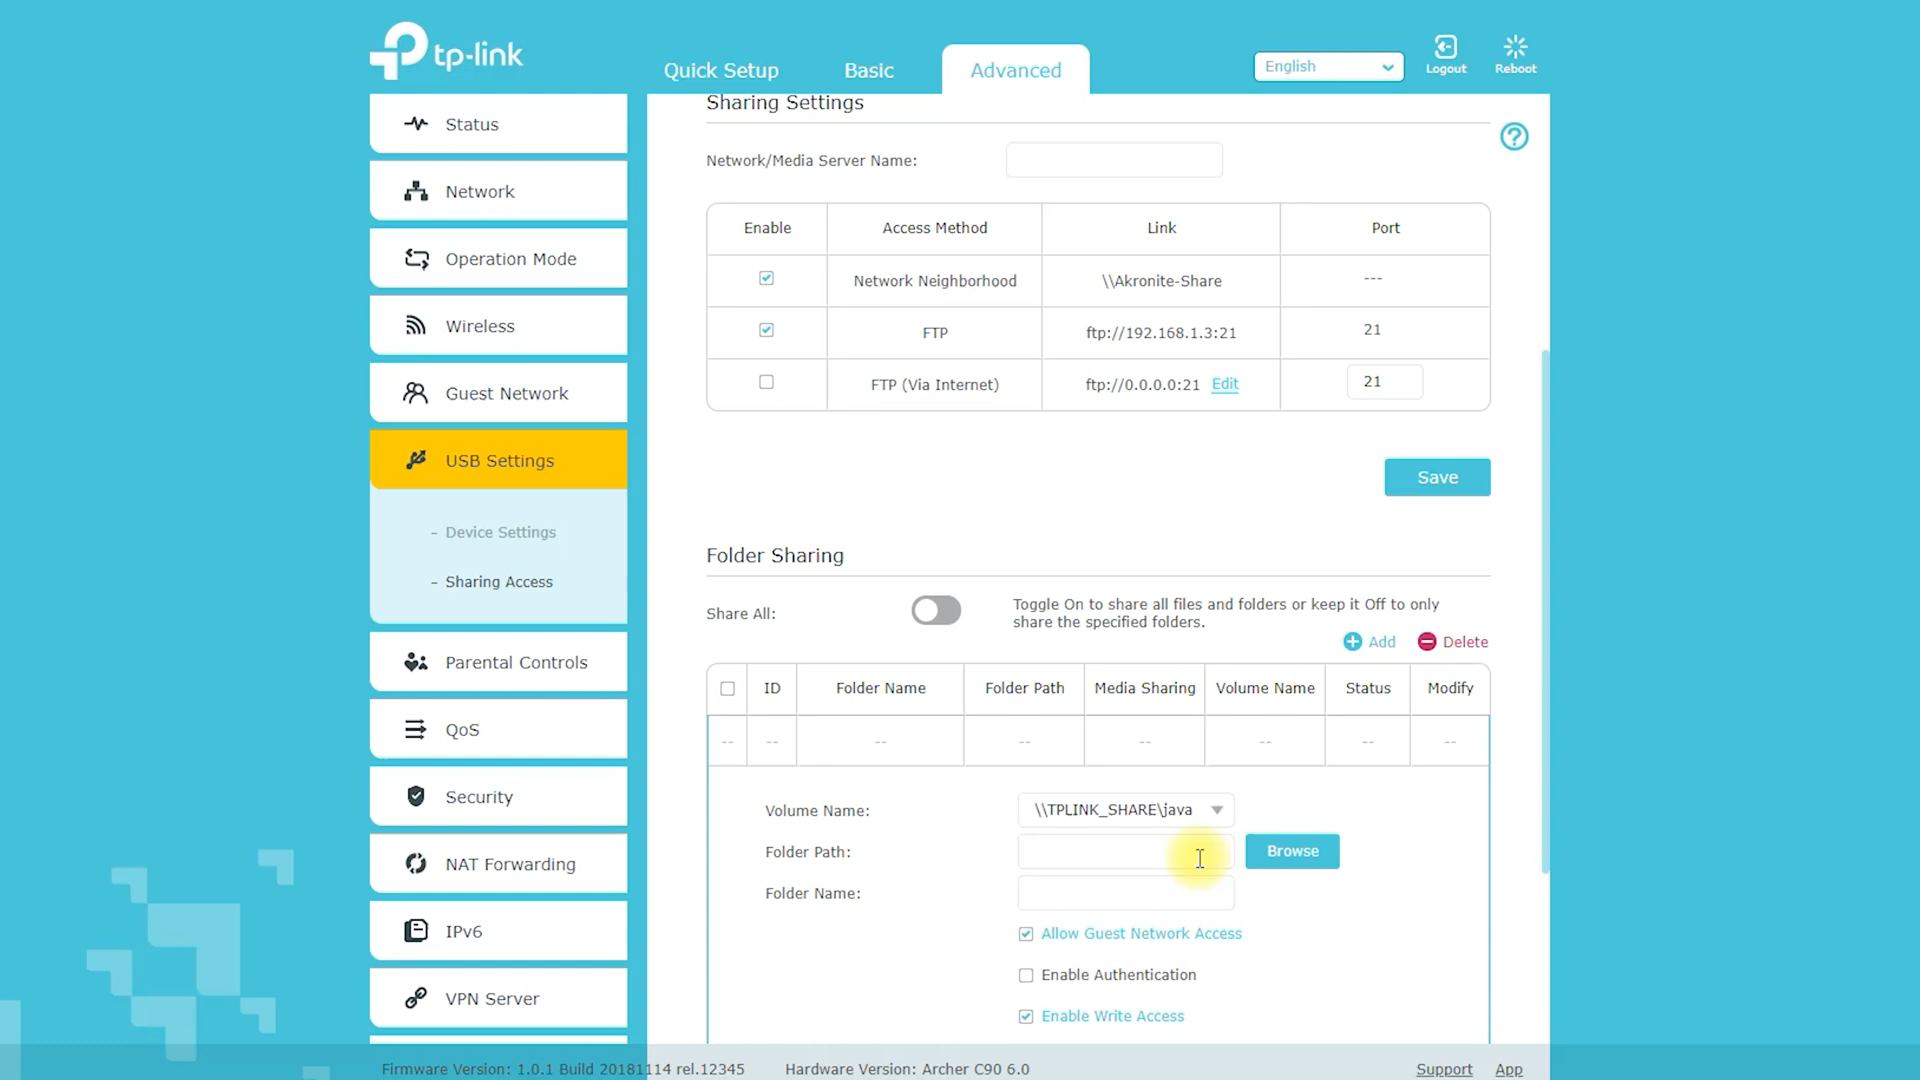 tp-link
Quick Setup
Basic
Advanced
English
Logout
Reboot
Status
Network
Operation Mode
Wireless
Guest Network
USB Settings
- Device Settings
- Sharing Access
Parental Controls
QoS
Security
NAT Forwarding
IPv6
VPN Server
Sharing Settings
?
Network/Media Server Name:
Enable Access Method Link Port
Network Neighborhood \\Akronite-Share ---
FTP ftp://192.168.1.3:21 21
FTP (Via Internet) ftp://0.0.0.0:21 Edit 21
Save
Folder Sharing
Share All:
Toggle On to share all files and folders or keep it Off to only
share the specified folders.
Add Delete
ID Folder Name Folder Path Media Sharing Volume Name Status Modify
-- -- -- -- -- -- -- --
Volume Name: \\TPLINK_SHARE\java
Folder Path: Browse
Folder Name:
Allow Guest Network Access
Enable Authentication
Enable Write Access
Firmware Version: 1.0.1 Build 20181114 rel.12345 Hardware Version: Archer C90 6.0 Support App